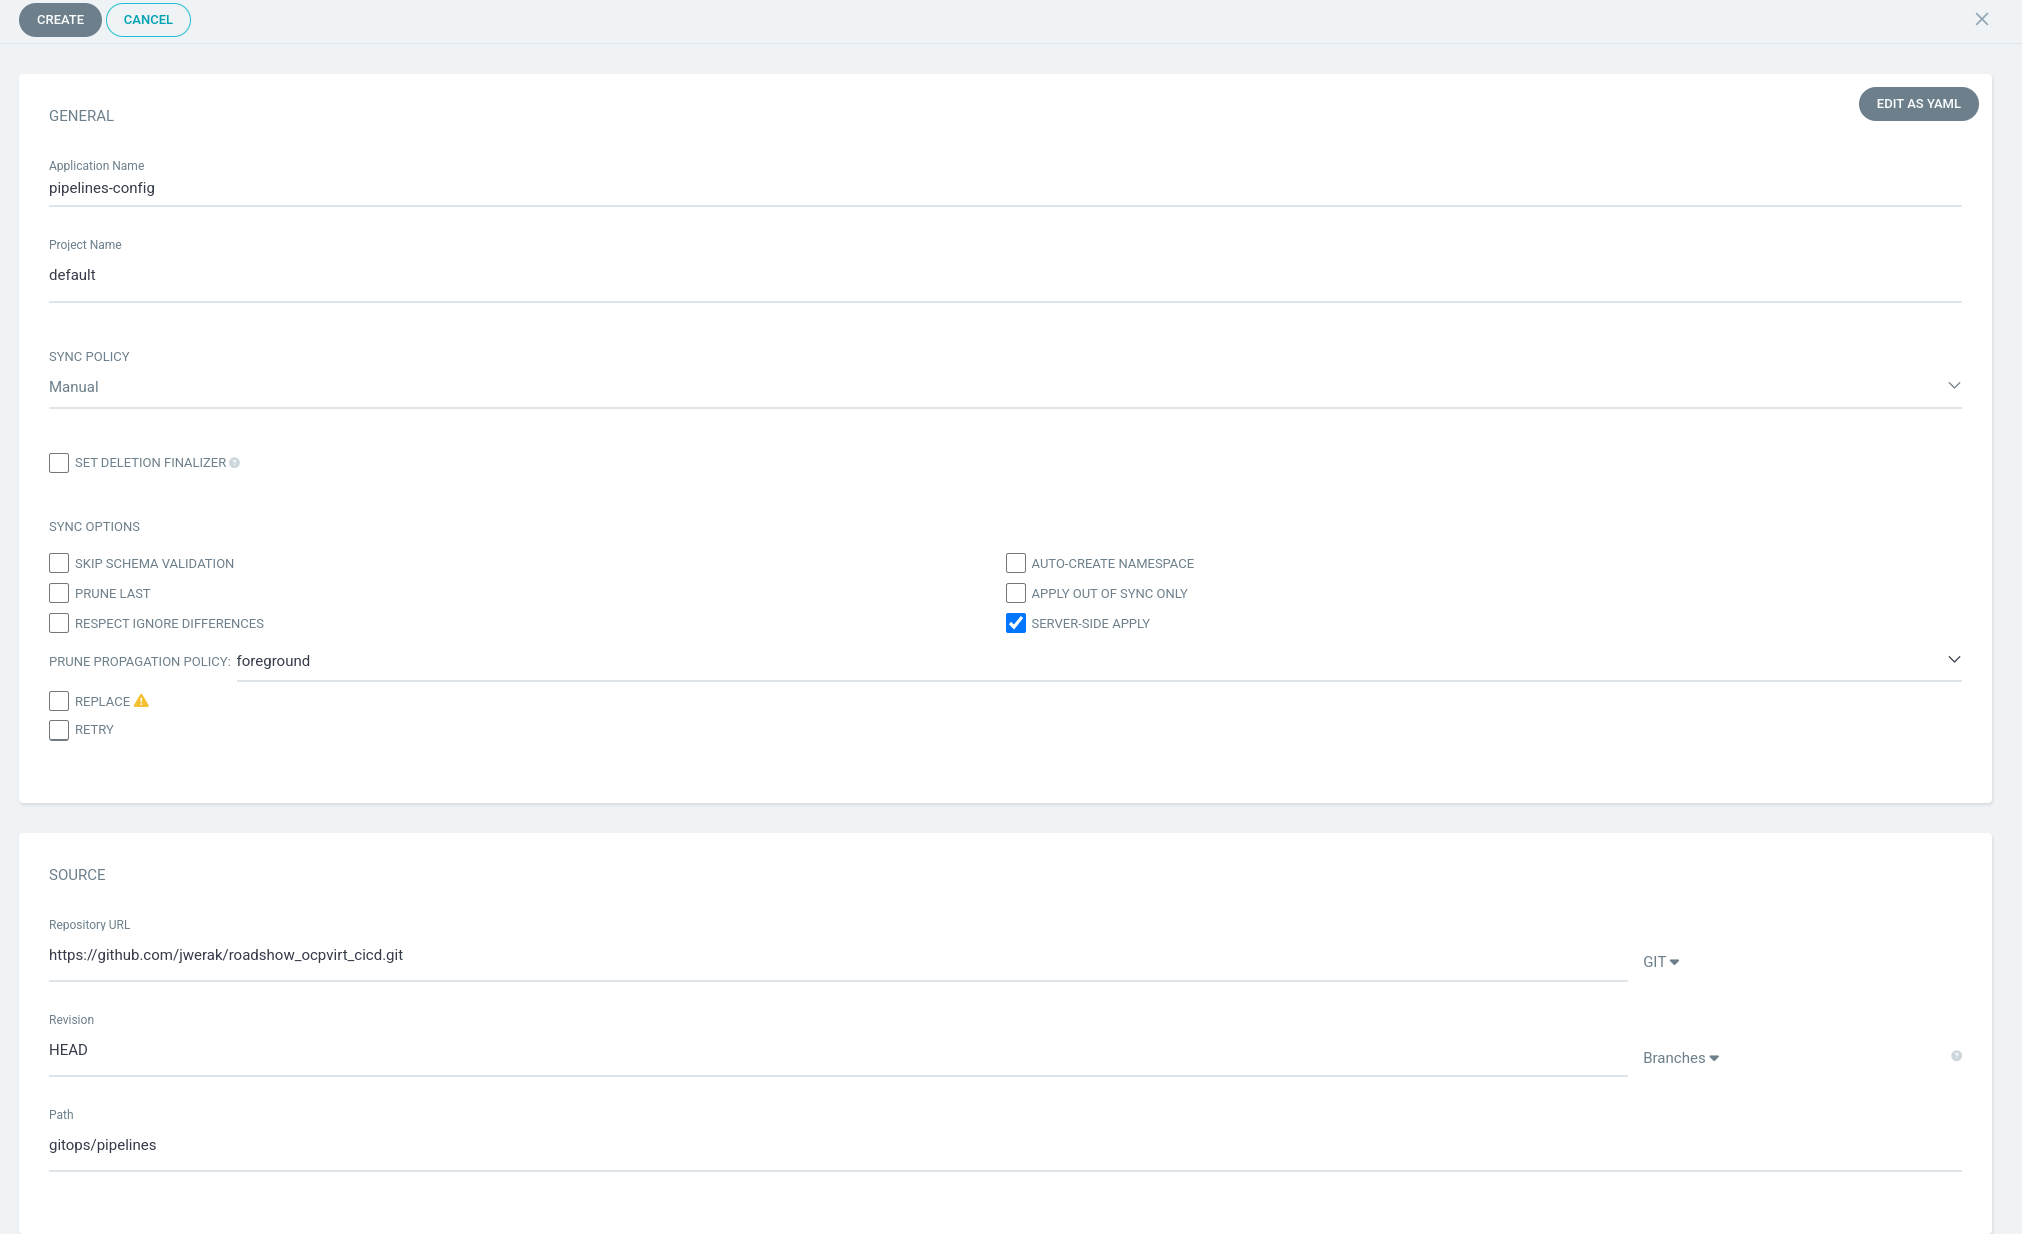 CREATE CANCEL
GENERAL EDIT AS YAML
Application Name
pipelines-config
Project Name
default
SYNC POLICY
Manual
SET DELETION FINALIZER ?
SYNC OPTIONS
SKIP SCHEMA VALIDATION AUTO-CREATE NAMESPACE
PRUNE LAST APPLY OUT OF SYNC ONLY
RESPECT IGNORE DIFFERENCES SERVER-SIDE APPLY
PRUNE PROPAGATION POLICY: foreground
REPLACE
RETRY
SOURCE
Repository URL
https://github.com/jwerak/roadshow_ocpvirt_cicd.git GIT
Revision
HEAD Branches ?
Path
gitops/pipelines